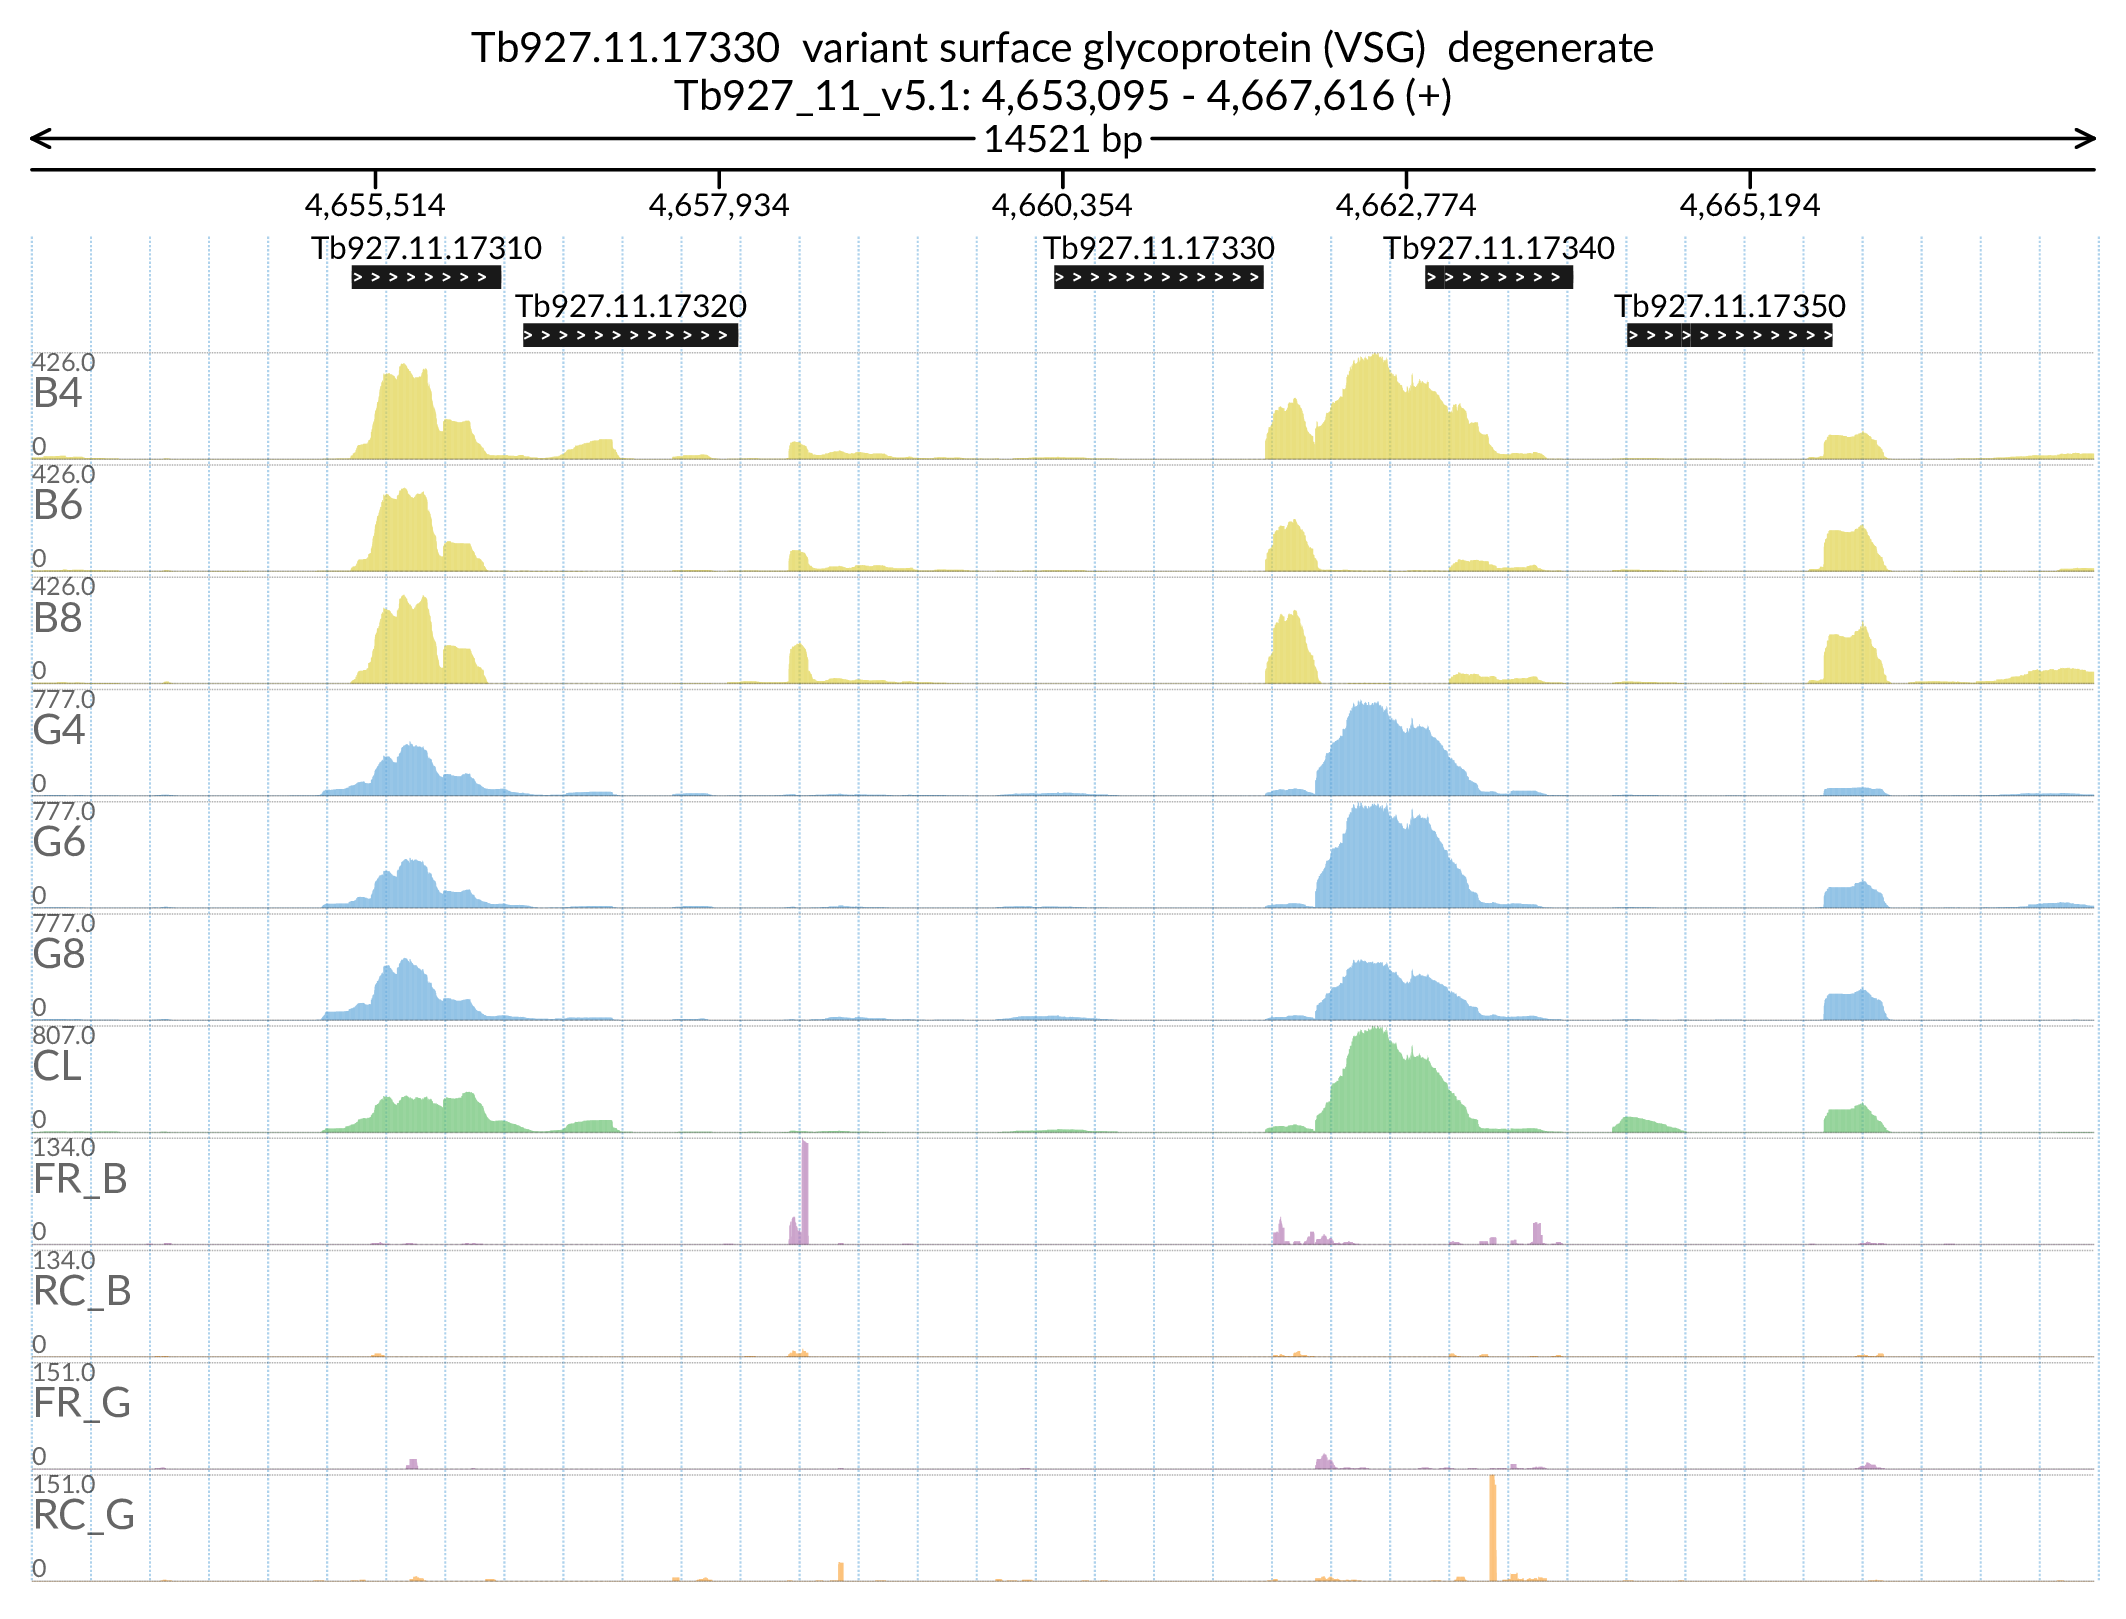 Tb927.11.17330  variant surface glycoprotein (VSG)  degenerate
Tb927_11_v5.1: 4,653,095 - 4,667,616 (+)
14521 bp
4,655,514 4,657,934 4,660,354 4,662,774 4,665,194
Tb927.11.17310 Tb927.11.17330 Tb927.11.17340
Tb927.11.17320 Tb927.11.17350
426.0
B4
0
426.0
B6
0
426.0
B8
0
777.0
G4
0
777.0
G6
0
777.0
G8
0
807.0
CL
0
134.0
FR_B
0
134.0
RC_B
0
151.0
FR_G
0
151.0
RC_G
0